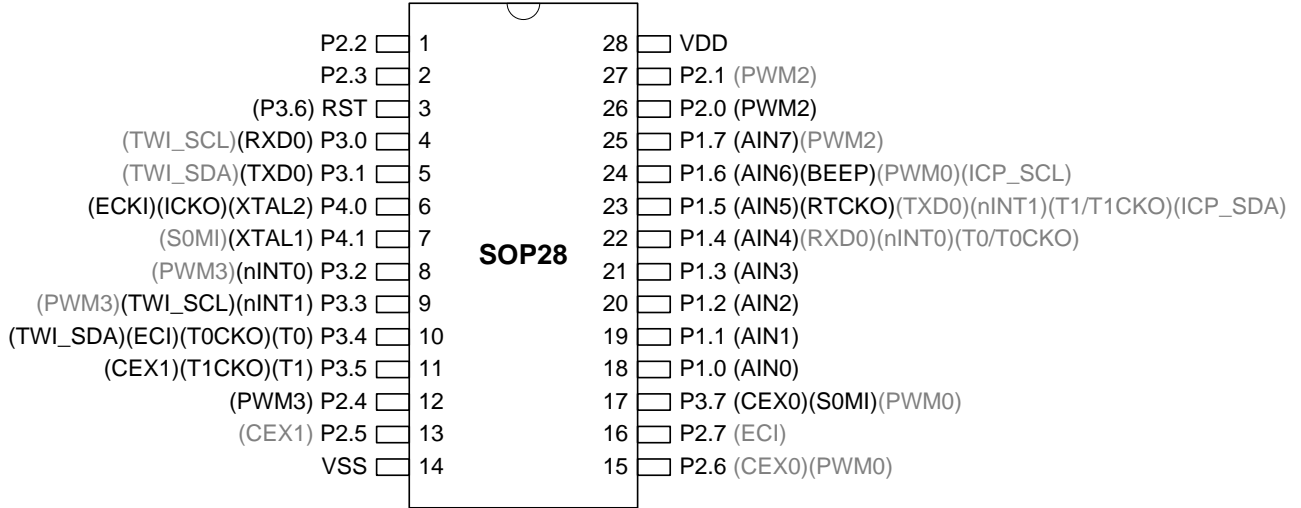 P2.2 1 28 VDD
P2.3 2 27 P2.1 (PWM2)
(P3.6) RST 3 26 P2.0 (PWM2)
(TWI_SCL)(RXD0) P3.0 4 25 P1.7 (AIN7)(PWM2)
(TWI_SDA)(TXD0) P3.1 5 24 P1.6 (AIN6)(BEEP)(PWM0)(ICP_SCL)
(ECKI)(ICKO)(XTAL2) P4.0 6 23 P1.5 (AIN5)(RTCKO)(TXD0)(nINT1)(T1/T1CKO)(ICP_SDA)
(S0MI)(XTAL1) P4.1 7 22 P1.4 (AIN4)(RXD0)(nINT0)(T0/T0CKO)
SOP28
(PWM3)(nINT0) P3.2 8 21 P1.3 (AIN3)
(PWM3)(TWI_SCL)(nINT1) P3.3 9 20 P1.2 (AIN2)
(TWI_SDA)(ECI)(T0CKO)(T0) P3.4 10 19 P1.1 (AIN1)
(CEX1)(T1CKO)(T1) P3.5 11 18 P1.0 (AIN0)
(PWM3) P2.4 12 17 P3.7 (CEX0)(S0MI)(PWM0)
(CEX1) P2.5 13 16 P2.7 (ECI)
VSS 14 15 P2.6 (CEX0)(PWM0)